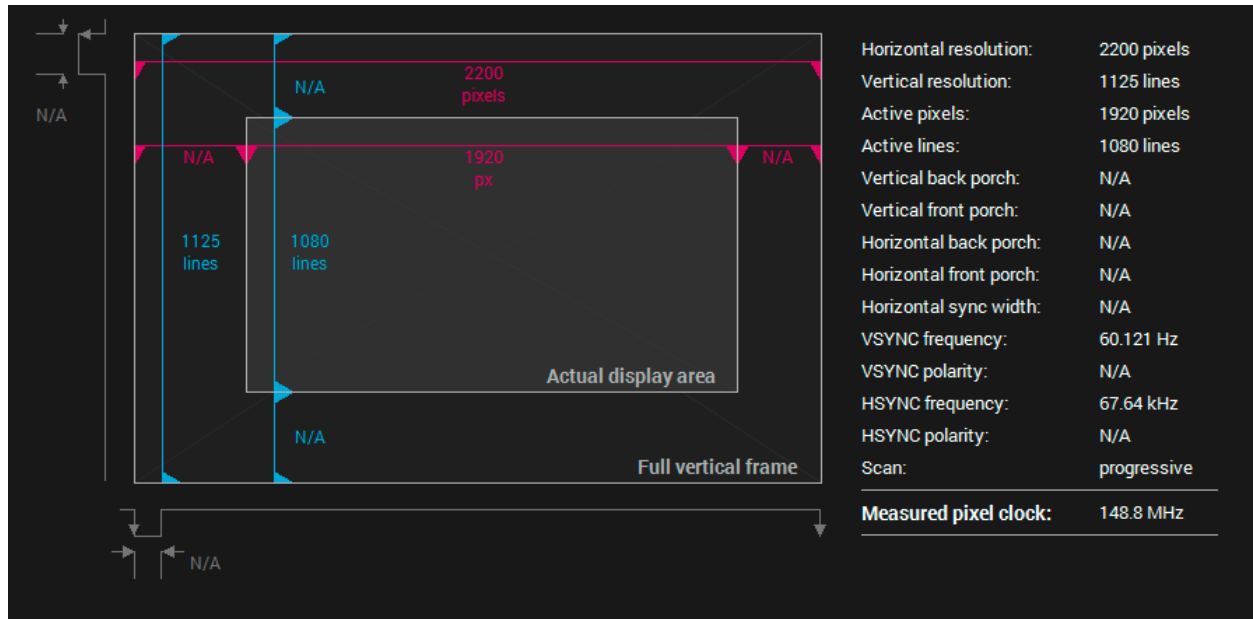 N/A
2200
pixels
N/A
N/A
1920
px
N/A
1125
lines
1080
lines
Actual display area
N/A
Full vertical frame
N/A
Horizontal resolution: 2200 pixels
Vertical resolution: 1125 lines
Active pixels: 1920 pixels
Active lines: 1080 lines
Vertical back porch: N/A
Vertical front porch: N/A
Horizontal back porch: N/A
Horizontal front porch: N/A
Horizontal sync width: N/A
VSYNC frequency: 60.121 Hz
VSYNC polarity: N/A
HSYNC frequency: 67.64 kHz
HSYNC polarity: N/A
Scan: progressive
Measured pixel clock: 148.8 MHz